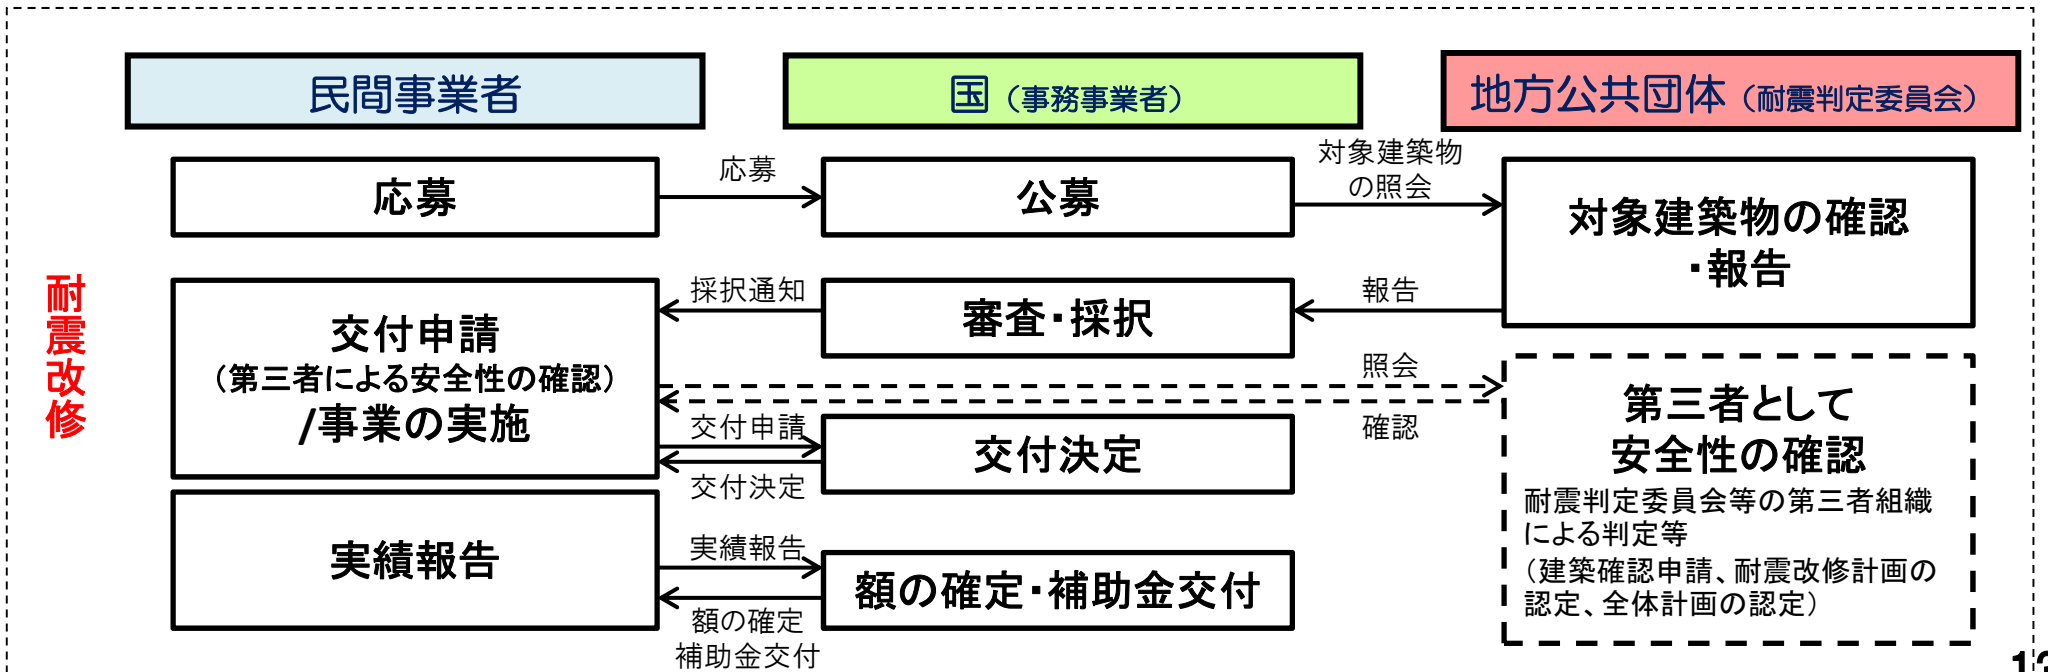 民間事業者
国（事務事業者）
地方公共団体（耐震判定委員会）
耐震改修
応募
応募
公募
対象建築物
の照会
対象建築物の確認
・報告
採択通知
審査・採択
報告
交付申請
（第三者による安全性の確認）
/事業の実施
照会
確認
交付申請
交付決定
交付決定
第三者として
安全性の確認
耐震判定委員会等の第三者組織
による判定等
（建築確認申請、耐震改修計画の
認定、全体計画の認定）
実績報告
実績報告
額の確定・補助金交付
額の確定
補助金交付